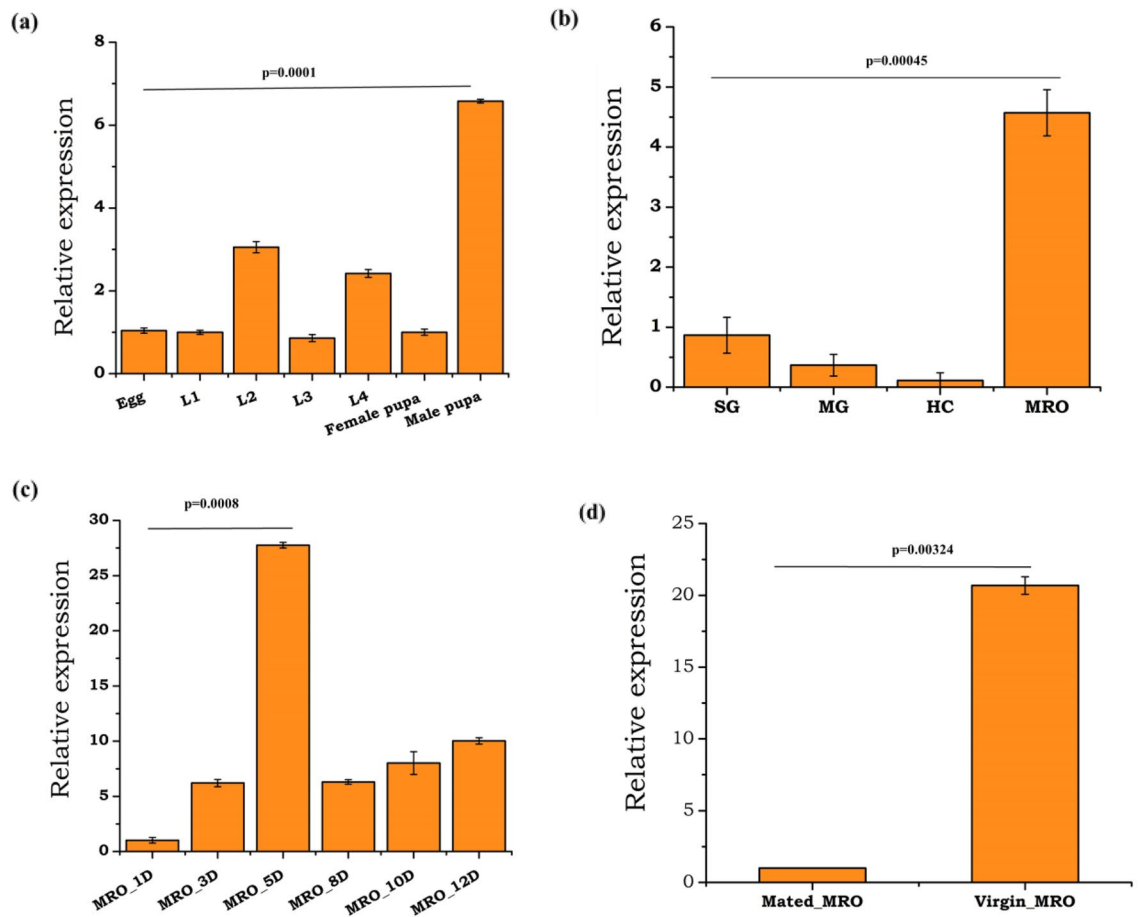 (a)
Relative expression
8
6
4
2
0
p=0.0001
Egg
L1
L2
L3
L4
Female pupa
Male pupa
(b)
Relative expression
6
5
4
3
2
1
0
p=0.00045
SG
MG
HC
MRO
(c)
Relative expression
30
25
20
15
10
5
0
p=0.0008
MRO_1D
MRO_3D
MRO_5D
MRO_8D
MRO_10D
MRO_12D
(d)
Relative expression
25
20
15
10
5
0
p=0.00324
Mated_MRO
Virgin_MRO